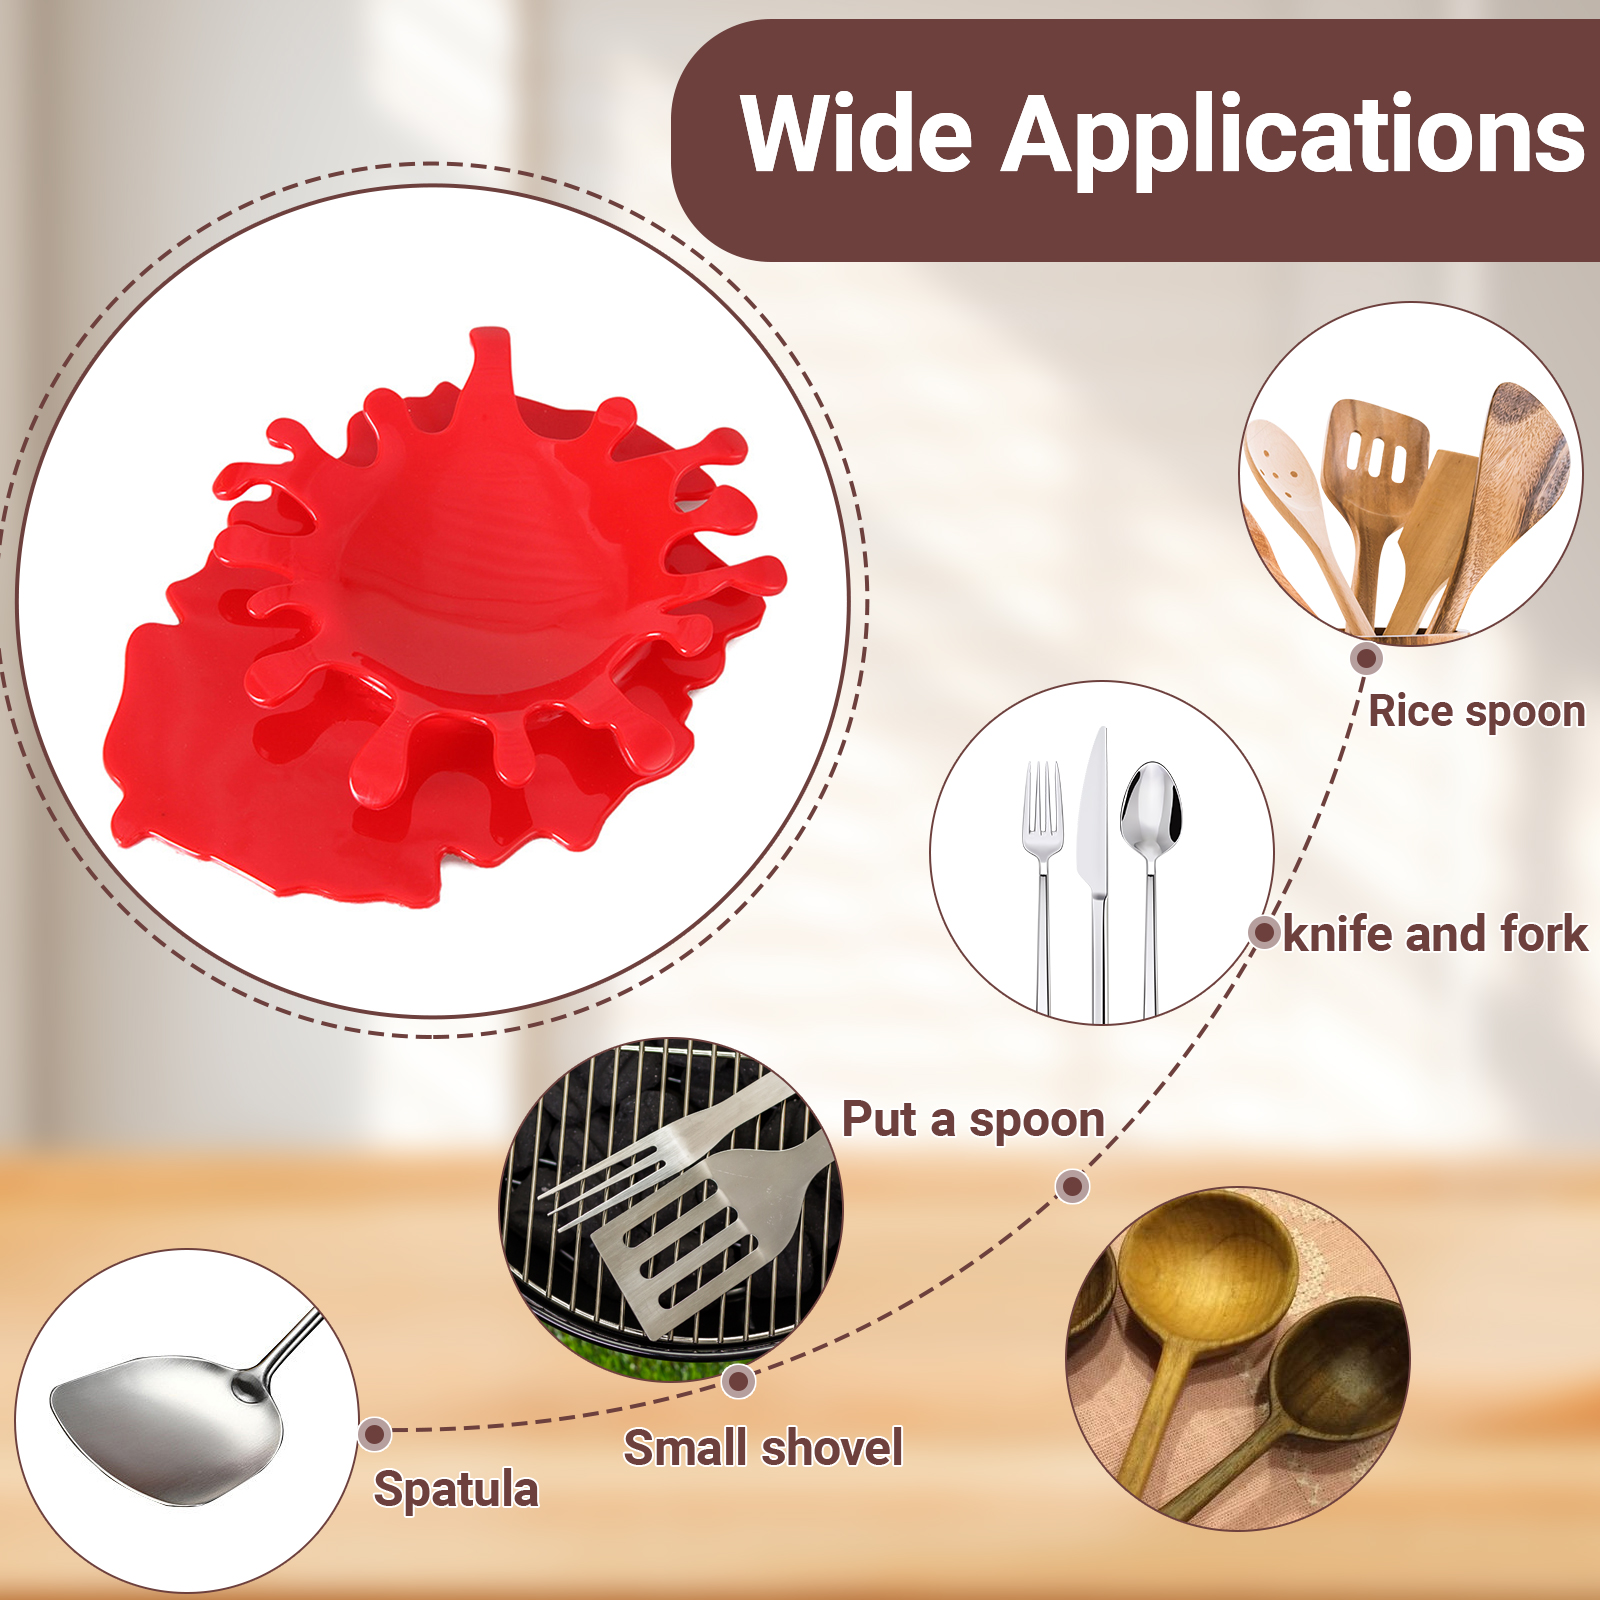 Wide Applications
Rice spoon
knife and fork
Put a spoon
Small shovel
Spatula